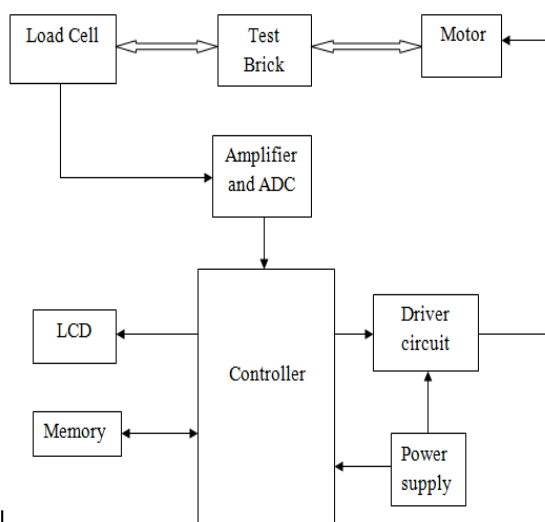 Load Cell
Test
Brick
Motor
Amplifier
and ADC
LCD
Controller
Driver
circuit
Memory
Power
supply